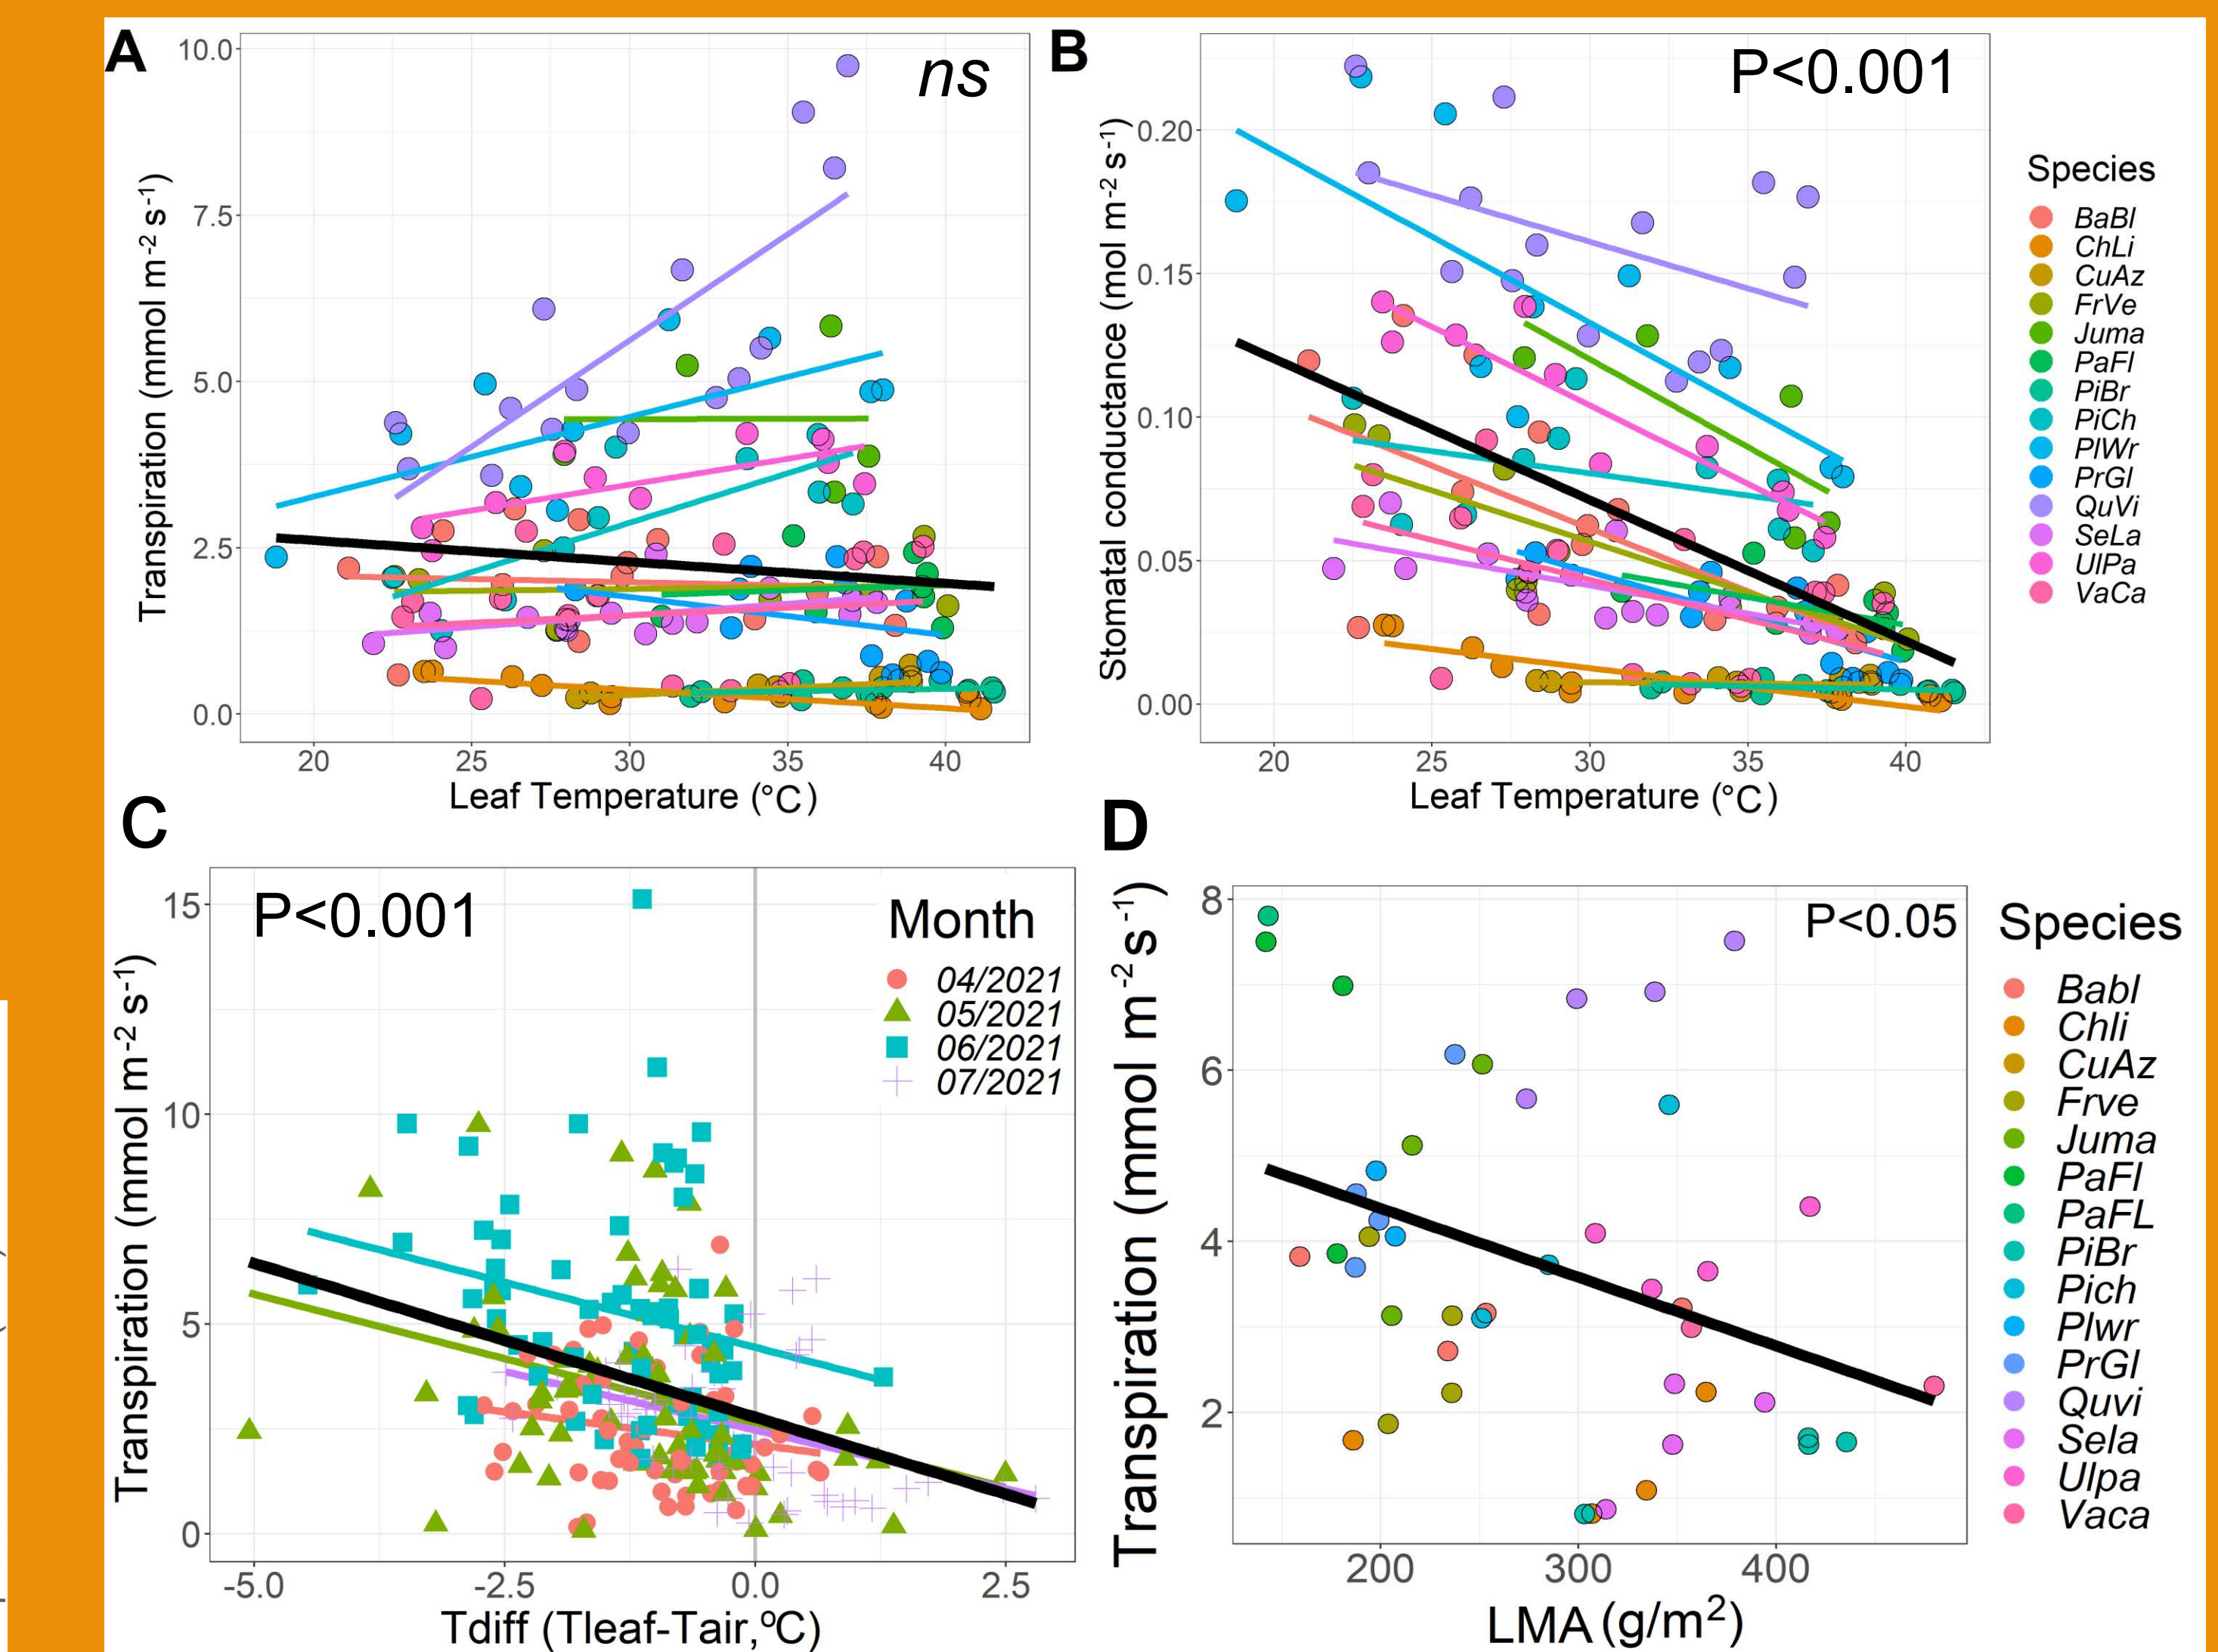 A
ns
10.0
7.5
5.0
2.5
0.0
Transpiration (mmol m⁻² s⁻¹)
20 25 30 35 40
Leaf Temperature (°C)
B
P<0.001
0.20
0.15
0.10
0.05
0.00
Stomatal conductance (mol m⁻² s⁻¹)
20 25 30 35 40
Leaf Temperature (°C)
Species
BaBl
ChLi
CuAz
FrVe
Juma
PaFl
PiBr
PiCh
PlWr
PrGl
QuVi
SeLa
UlPa
VaCa
C
P<0.001
Month
04/2021
05/2021
06/2021
07/2021
15
10
5
0
Transpiration (mmol m⁻² s⁻¹)
-5.0 -2.5 0.0 2.5
Tdiff (Tleaf-Tair,ºC)
D
P<0.05
8
6
4
2
Transpiration (mmol m⁻² s⁻¹)
200 300 400
LMA (g/m²)
Species
Babl
Chli
CuAz
Frve
Juma
PaFl
PaFL
PiBr
Pich
Plwr
PrGl
Quvi
Sela
Ulpa
Vaca